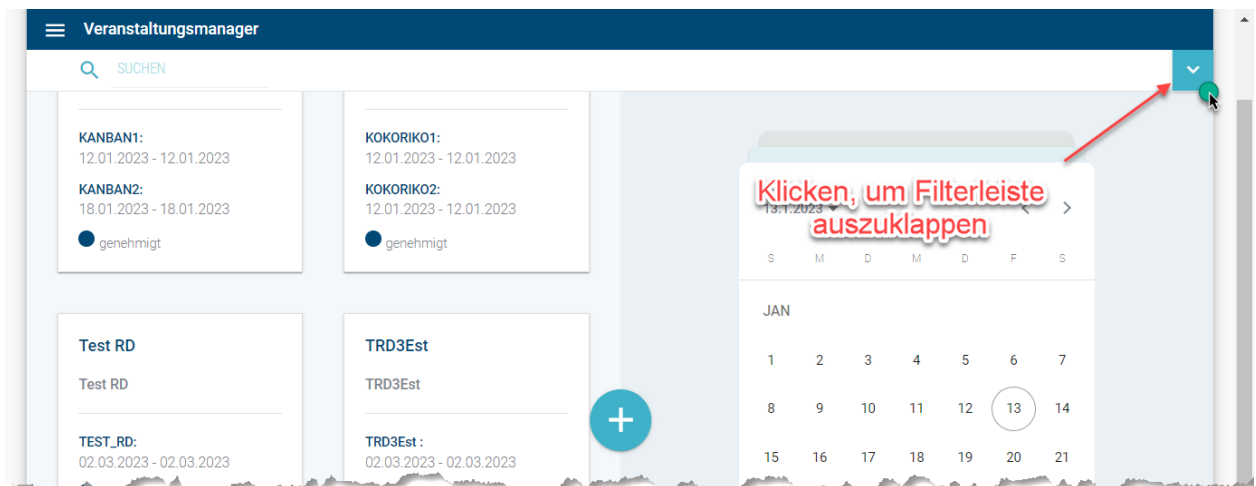 Veranstaltungsmanager
SUCHEN
KANBAN1:
12.01.2023 - 12.01.2023
KANBAN2:
18.01.2023 - 18.01.2023
genehmigt
KOKORIKO1:
12.01.2023 - 12.01.2023
KOKORIKO2:
12.01.2023 - 12.01.2023
genehmigt
Test RD
Test RD
TEST_RD:
02.03.2023 - 02.03.2023
TRD3Est
TRD3Est
TRD3Est :
02.03.2023 - 02.03.2023
Klicken, um Filterleiste
auszuklappen
13.1.2023
S M D M D F S
JAN
1 2 3 4 5 6 7
8 9 10 11 12 13 14
15 16 17 18 19 20 21